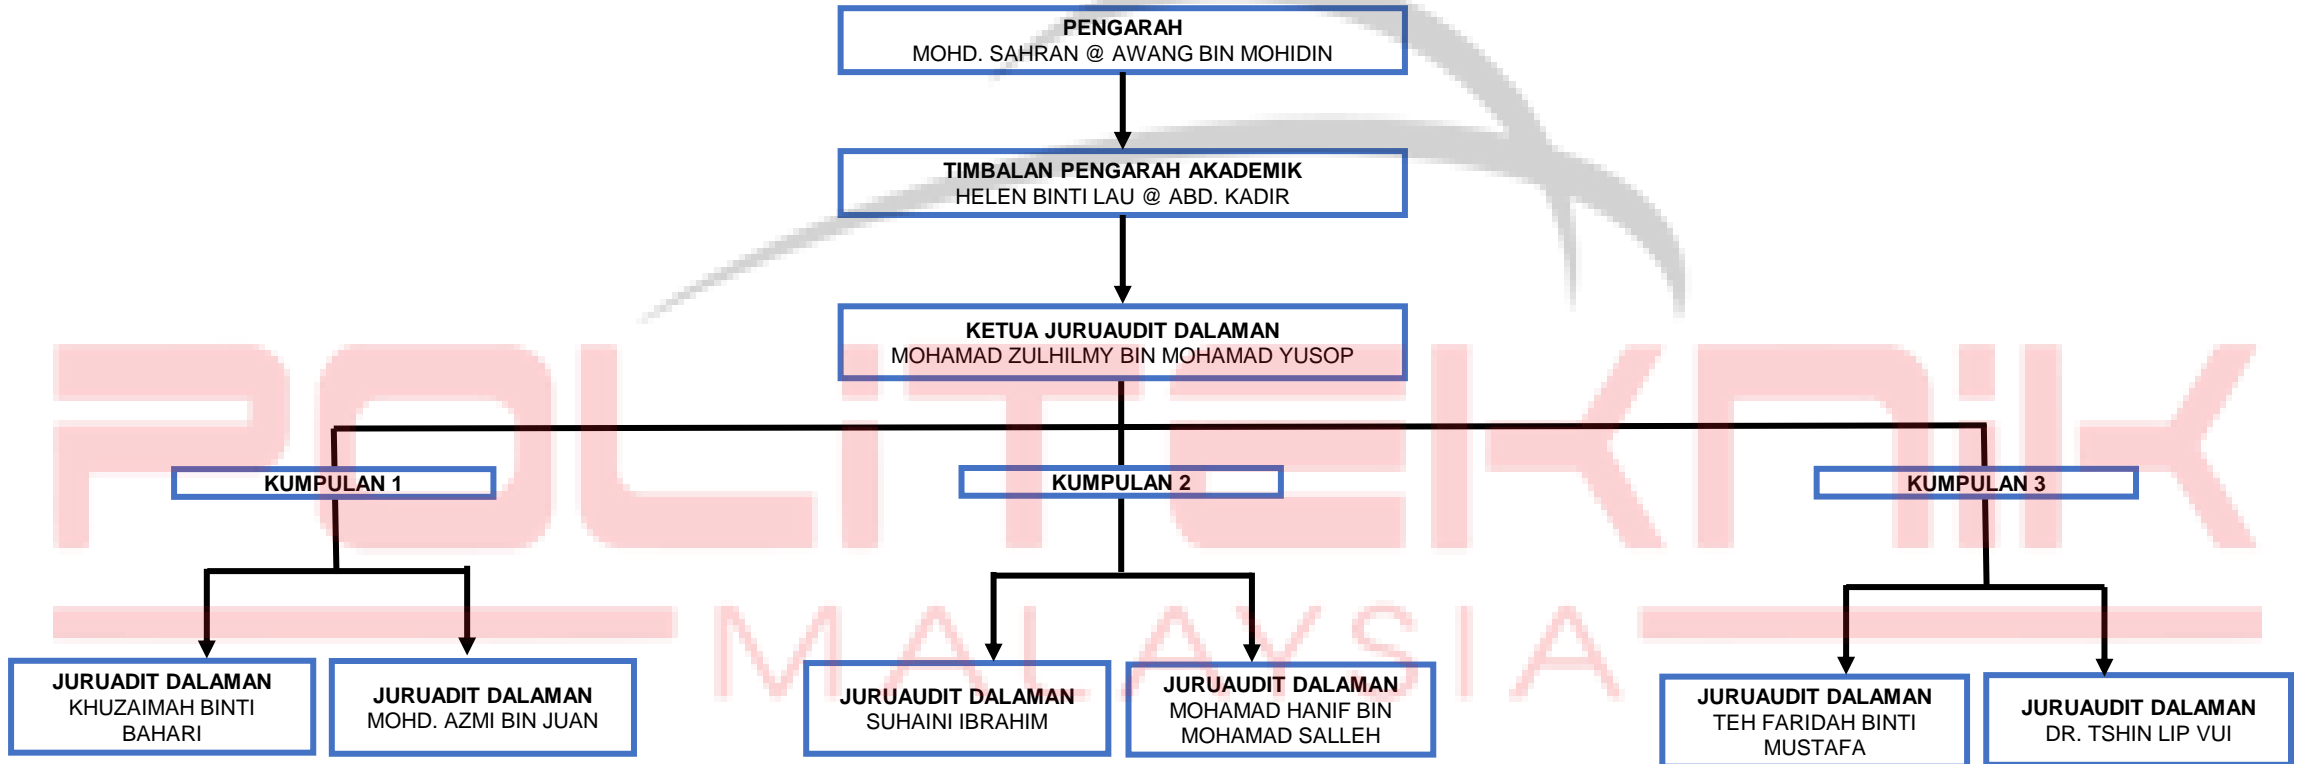 PENGARAH
MOHD. SAHRAN @ AWANG BIN MOHIDIN
TIMBALAN PENGARAH AKADEMIK
HELEN BINTI LAU @ ABD. KADIR
KETUA JURUAUDIT DALAMAN
MOHAMAD ZULHILMY BIN MOHAMAD YUSOP
KUMPULAN 1
KUMPULAN 2
KUMPULAN 3
JURUADIT DALAMAN
KHUZAIMAH BINTI
BAHARI
JURUADIT DALAMAN
MOHD. AZMI BIN JUAN
JURUAUDIT DALAMAN
SUHAINI IBRAHIM
JURUAUDIT DALAMAN
MOHAMAD HANIF BIN
MOHAMAD SALLEH
JURUAUDIT DALAMAN
TEH FARIDAH BINTI
MUSTAFA
JURUAUDIT DALAMAN
DR. TSHIN LIP VUI
POLiTEKNiK
MALAYSIA